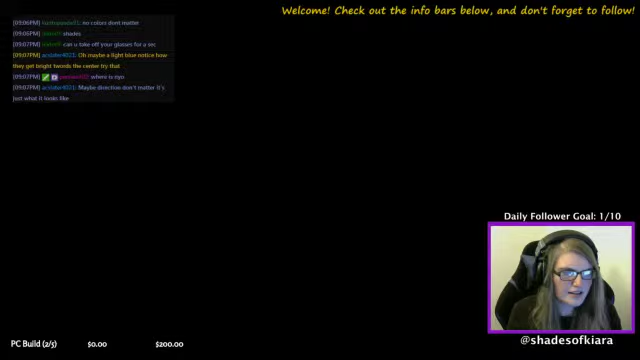 Welcome! Check out the info bars below, and don't forget to follow!
(09:06PM) : no colors dont matter
(09:06PM) : shades
(09:07PM) : can u take off your glasses for a sec
(09:07PM) : Oh maybe a light blue notice how
they get bright twords the center try that
(09:07PM) : where is
(09:07PM) : Maybe direction don't matter it's
just what it looks like
Daily Follower Goal: 1/10
@shadesofkiara
PC Build (2/5) $0.00 $200.00